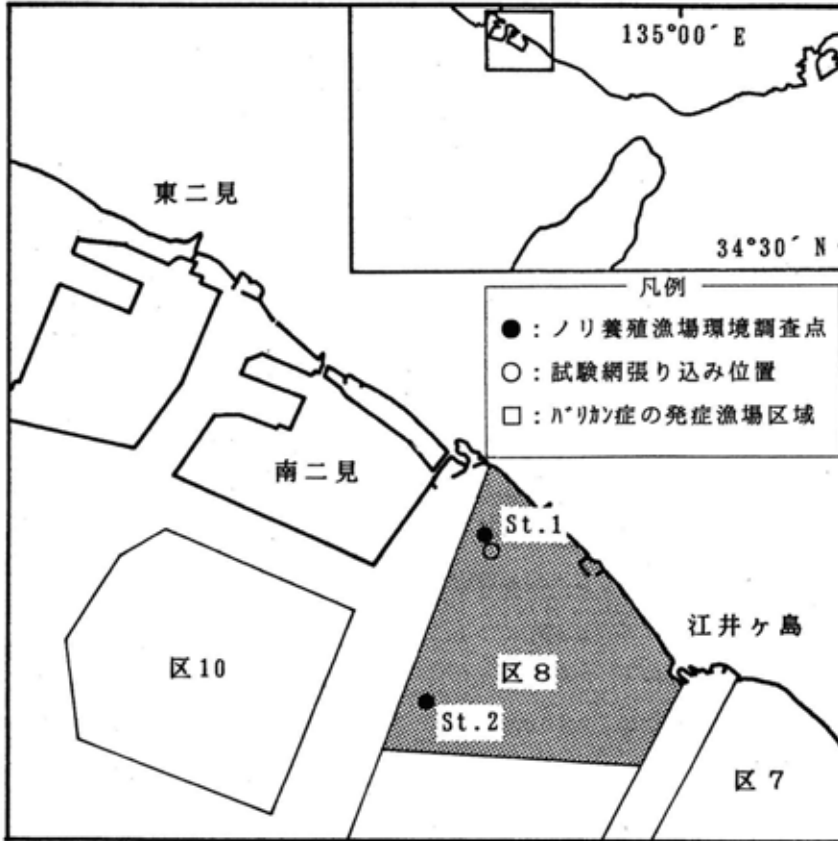 135°00´ E
34°30´ N
東二見
凡例
●：ノリ養殖漁場環境調査点
○：試験網張り込み位置
□：バリカン症の発症漁場区域
南二見
St.1
江井ヶ島
区10
区8
St.2
区7